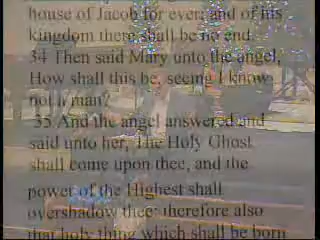 house of Jacob for ever; and of his
kingdom there shall be no end.
34 Then said Mary unto the angel,
How shall this be, seeing I know
not a man?
35 And the angel answered and
said unto her, The Holy Ghost
shall come upon thee, and the
power of the Highest shall
overshadow thee: therefore also
that holy thing which shall be born